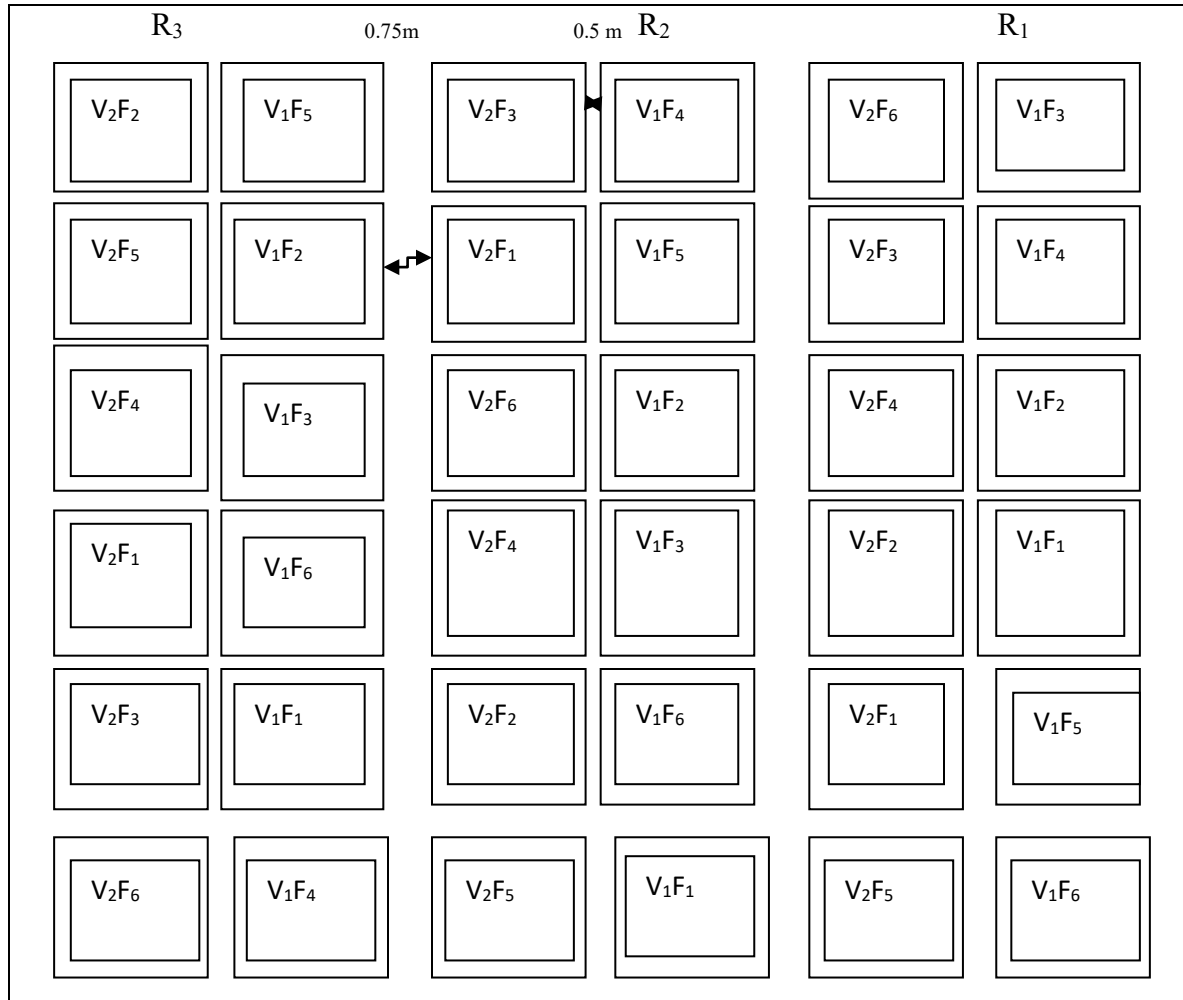 R₃ 0.75m 0.5 m R₂ R₁
V₂F₂ V₁F₅ V₂F₃ V₁F₄ V₂F₆ V₁F₃
V₂F₅ V₁F₂ V₂F₁ V₁F₅ V₂F₃ V₁F₄
V₂F₄ V₁F₃ V₂F₆ V₁F₂ V₂F₄ V₁F₂
V₂F₁ V₁F₆ V₂F₄ V₁F₃ V₂F₂ V₁F₁
V₂F₃ V₁F₁ V₂F₂ V₁F₆ V₂F₁ V₁F₅
V₂F₆ V₁F₄ V₂F₅ V₁F₁ V₂F₅ V₁F₆